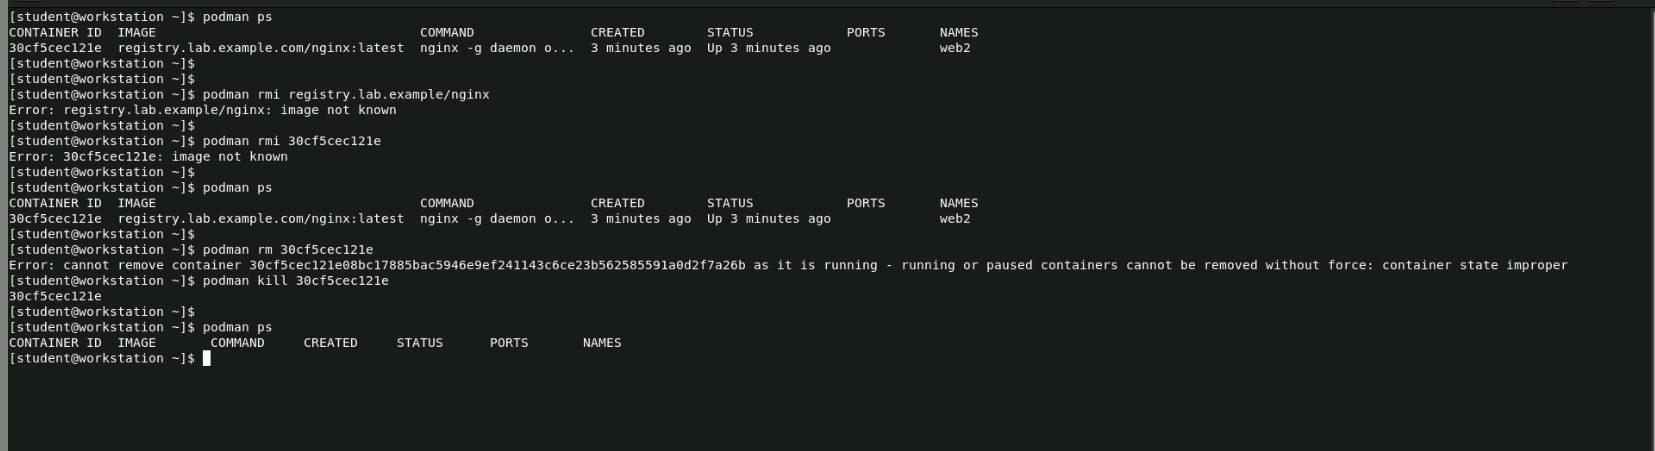 [student@workstation ~]$ podman ps
CONTAINER ID  IMAGE                                  COMMAND               CREATED        STATUS            PORTS       NAMES
30cf5cec121e  registry.lab.example.com/nginx:latest  nginx -g daemon o...  3 minutes ago  Up 3 minutes ago              web2
[student@workstation ~]$
[student@workstation ~]$
[student@workstation ~]$ podman rmi registry.lab.example/nginx
Error: registry.lab.example/nginx: image not known
[student@workstation ~]$
[student@workstation ~]$ podman rmi 30cf5cec121e
Error: 30cf5cec121e: image not known
[student@workstation ~]$
[student@workstation ~]$ podman ps
CONTAINER ID  IMAGE                                  COMMAND               CREATED        STATUS            PORTS       NAMES
30cf5cec121e  registry.lab.example.com/nginx:latest  nginx -g daemon o...  3 minutes ago  Up 3 minutes ago              web2
[student@workstation ~]$
[student@workstation ~]$ podman rm 30cf5cec121e
Error: cannot remove container 30cf5cec121e08bc17885bac5946e9ef241143c6ce23b562585591a0d2f7a26b as it is running - running or paused containers cannot be removed without force: container state improper
[student@workstation ~]$ podman kill 30cf5cec121e
30cf5cec121e
[student@workstation ~]$
[student@workstation ~]$ podman ps
CONTAINER ID  IMAGE       COMMAND     CREATED     STATUS      PORTS       NAMES
[student@workstation ~]$